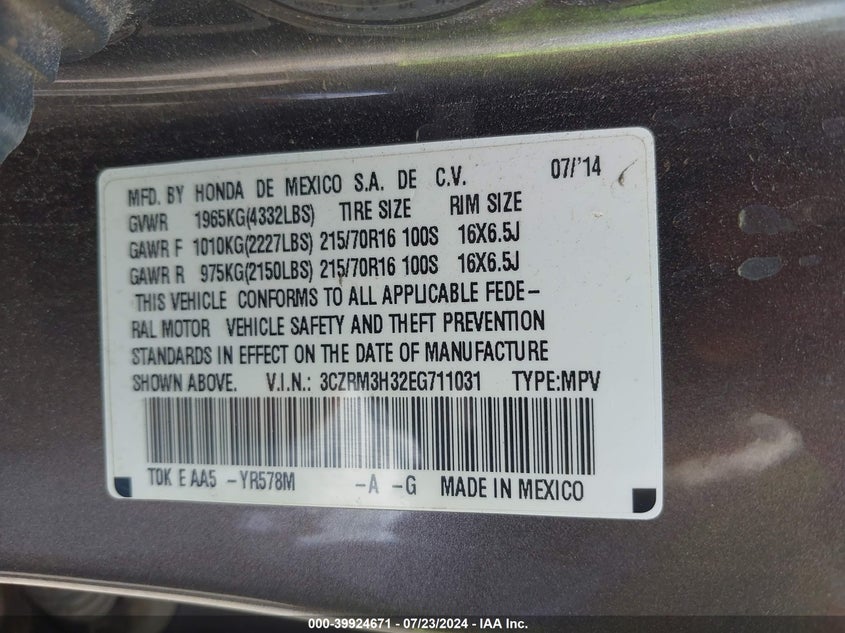 MFD. BY HONDA DE MEXICO S.A. DE C.V. 07/'14
GVWR 1965KG(4332LBS) TIRE SIZE RIM SIZE
GAWR F 1010KG(2227LBS) 215/70R16 100S 16X6.5J
GAWR R 975KG(2150LBS) 215/70R16 100S 16X6.5J
THIS VEHICLE CONFORMS TO ALL APPLICABLE FEDE-
RAL MOTOR VEHICLE SAFETY AND THEFT PREVENTION
STANDARDS IN EFFECT ON THE DATE OF MANUFACTURE
SHOWN ABOVE. V.I.N.: 3CZRM3H32EG711031 TYPE:MPV
TDK E AA5 -YR578M -A -G MADE IN MEXICO
000-39924671 - 07/23/2024 - IAA Inc.